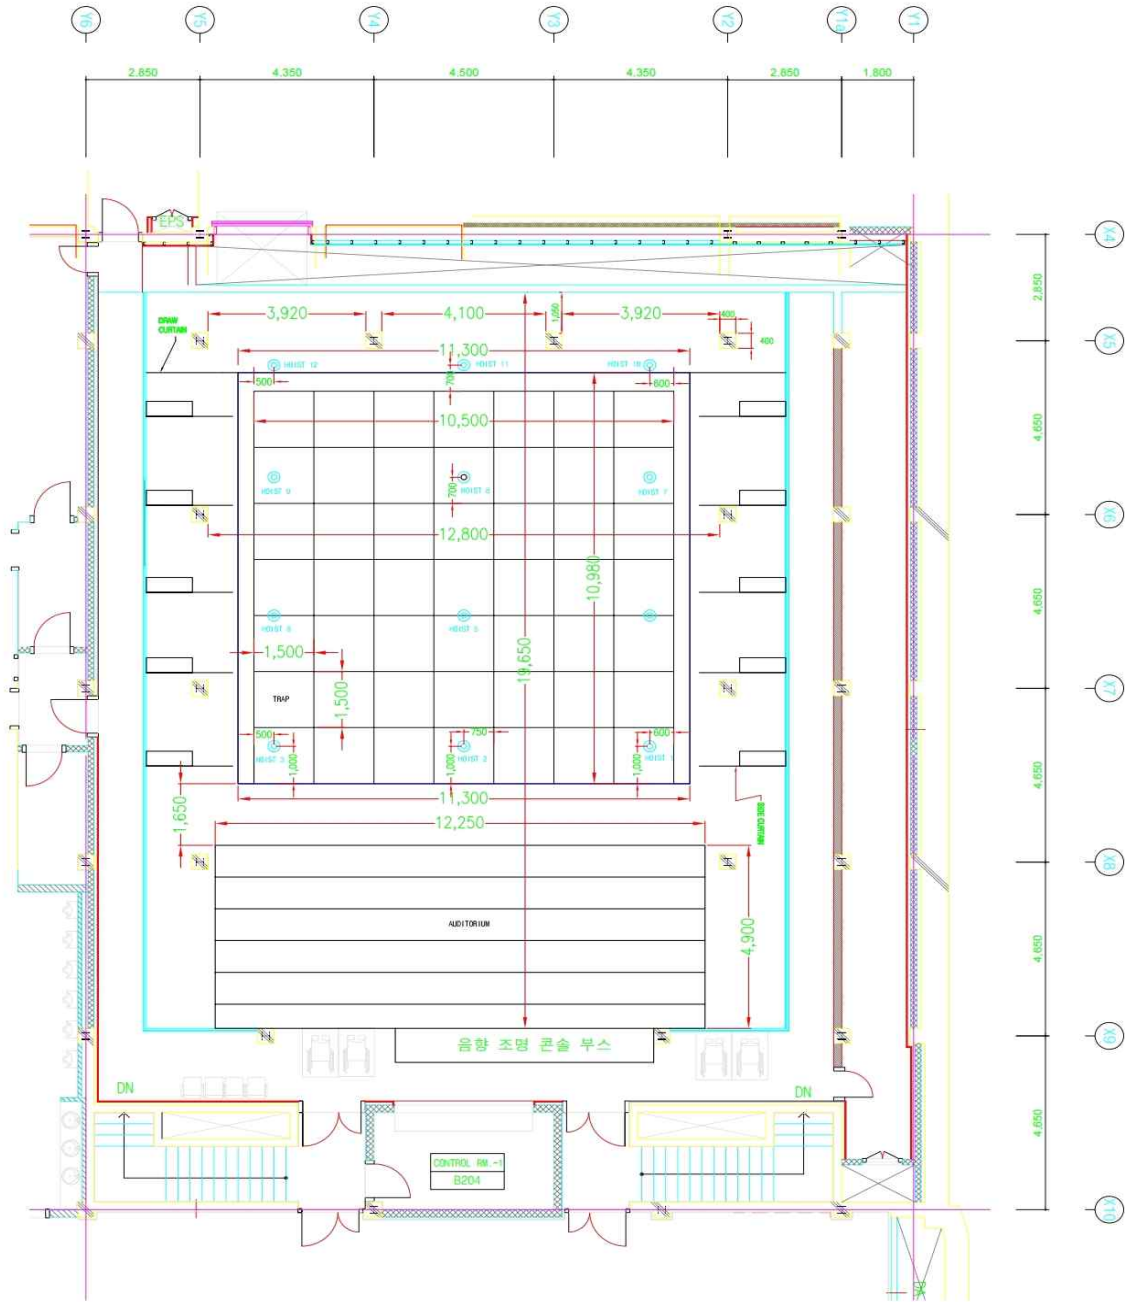 Y6 Y5 Y4 Y3 Y2 Y1a Y1
2.850 4.350 4.500 4.350 2.850 1.800
EPS
X4
2,850
3,920 4,100 1,050 3,920 400
DRAW
CURTAIN
400
X5
11,300
HOIST 12 HOIST 11 HOIST 10
500 700 600
10,500
4,650
HOIST 9 HOIST 8 HOIST 7
700
X6
12,800
10,980
4,650
HOIST 6 HOIST 5
19,650
1,500
X7
TRAP
1,500
500 750 600
HOIST 3 HOIST 2 HOIST 1
1,000 1,000 1,000
4,650
11,300
1,650
12,250
SIDE CURTAIN
X8
AUDITORIUM
4,900
4,650
X9
음향 조명 콘솔 부스
DN DN
4,650
CONTROL RM.-1
B204
X10